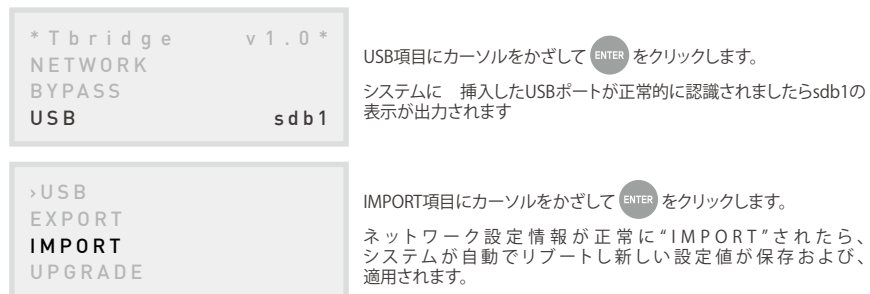 *Tbridge v1.0*
NETWORK
BYPASS
USB sdb1
USB項目にカーソルをかざして ENTER をクリックします。
システムに　挿入したUSBポートが正常的に認識されましたらsdb1の
表示が出力されます
›USB
EXPORT
IMPORT
UPGRADE
IMPORT項目にカーソルをかざして ENTER をクリックします。
ネットワーク設定情報が正常に“IMPORT”されたら、
システムが自動でリブートし新しい設定値が保存および、
適用されます。